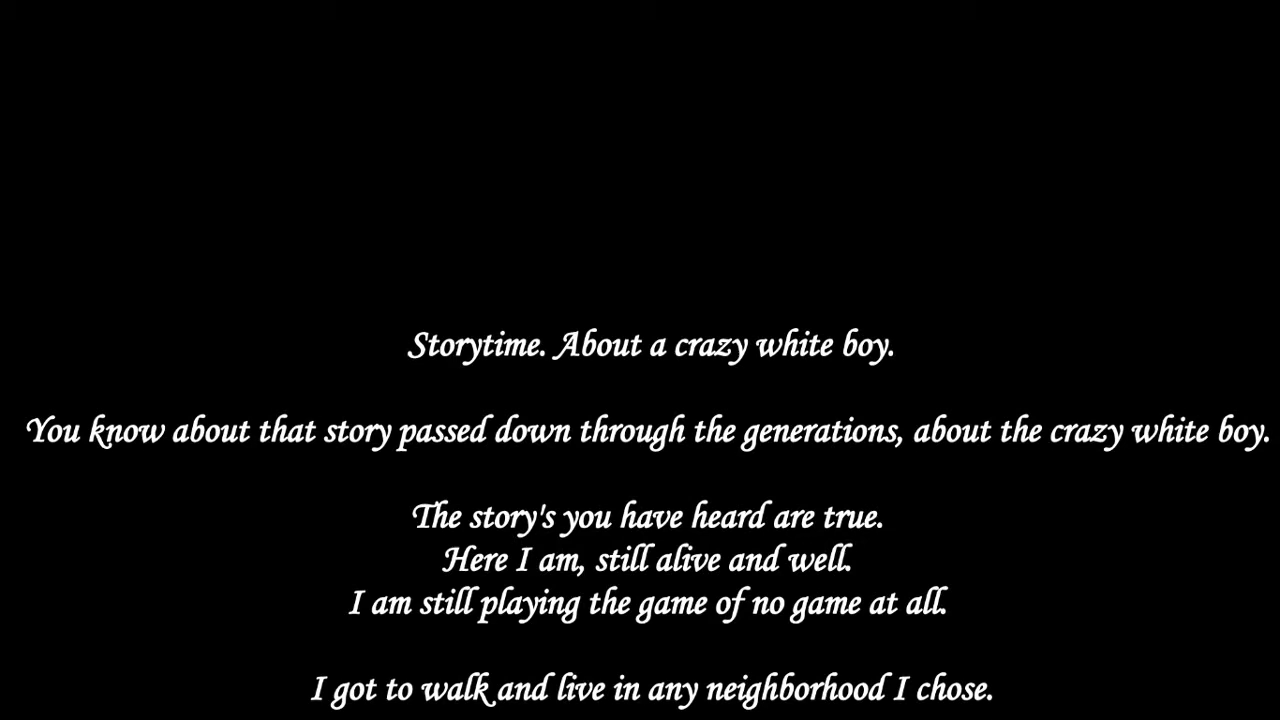 Storytime. About a crazy white boy.
You know about that story passed down through the generations, about the crazy white boy.
The story's you have heard are true.
Here I am, still alive and well.
I am still playing the game of no game at all.
I got to walk and live in any neighborhood I chose.